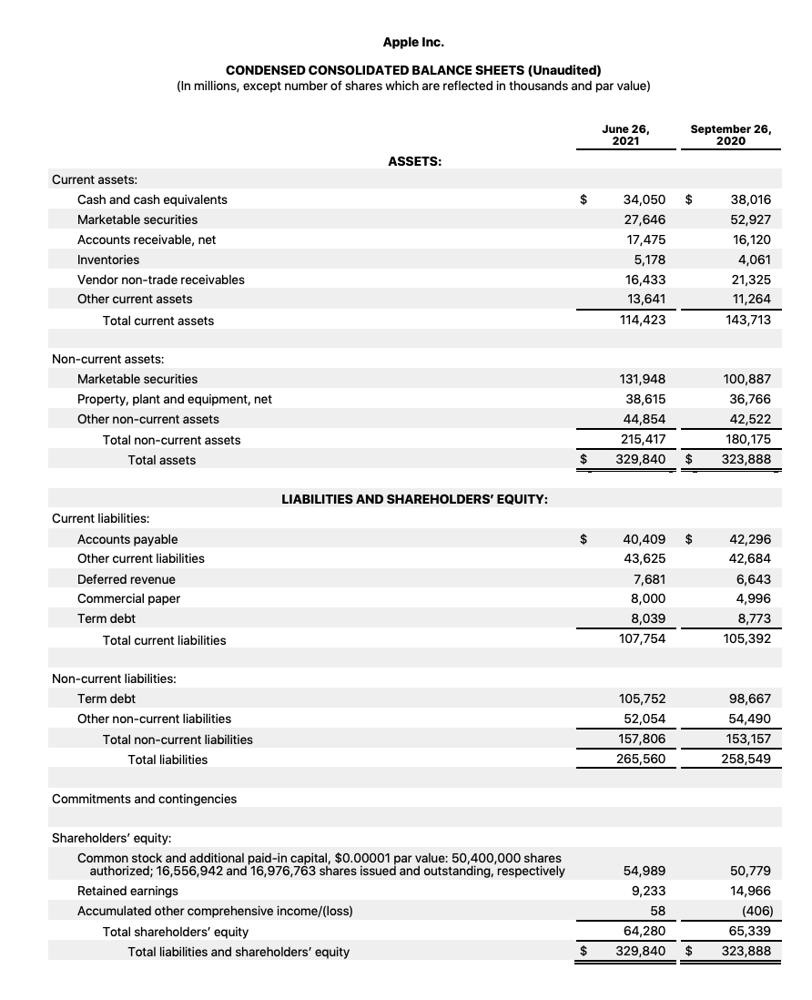 Apple Inc.
CONDENSED CONSOLIDATED BALANCE SHEETS (Unaudited)
(In millions, except number of shares which are reflected in thousands and par value)
June 26, 2021 September 26, 2020
ASSETS:
Current assets:
Cash and cash equivalents $ 34,050 $ 38,016
Marketable securities 27,646 52,927
Accounts receivable, net 17,475 16,120
Inventories 5,178 4,061
Vendor non-trade receivables 16,433 21,325
Other current assets 13,641 11,264
Total current assets 114,423 143,713
Non-current assets:
Marketable securities 131,948 100,887
Property, plant and equipment, net 38,615 36,766
Other non-current assets 44,854 42,522
Total non-current assets 215,417 180,175
Total assets $ 329,840 $ 323,888
LIABILITIES AND SHAREHOLDERS’ EQUITY:
Current liabilities:
Accounts payable $ 40,409 $ 42,296
Other current liabilities 43,625 42,684
Deferred revenue 7,681 6,643
Commercial paper 8,000 4,996
Term debt 8,039 8,773
Total current liabilities 107,754 105,392
Non-current liabilities:
Term debt 105,752 98,667
Other non-current liabilities 52,054 54,490
Total non-current liabilities 157,806 153,157
Total liabilities 265,560 258,549
Commitments and contingencies
Shareholders’ equity:
Common stock and additional paid-in capital, $0.00001 par value: 50,400,000 shares
authorized; 16,556,942 and 16,976,763 shares issued and outstanding, respectively 54,989 50,779
Retained earnings 9,233 14,966
Accumulated other comprehensive income/(loss) 58 (406)
Total shareholders’ equity 64,280 65,339
Total liabilities and shareholders’ equity $ 329,840 $ 323,888